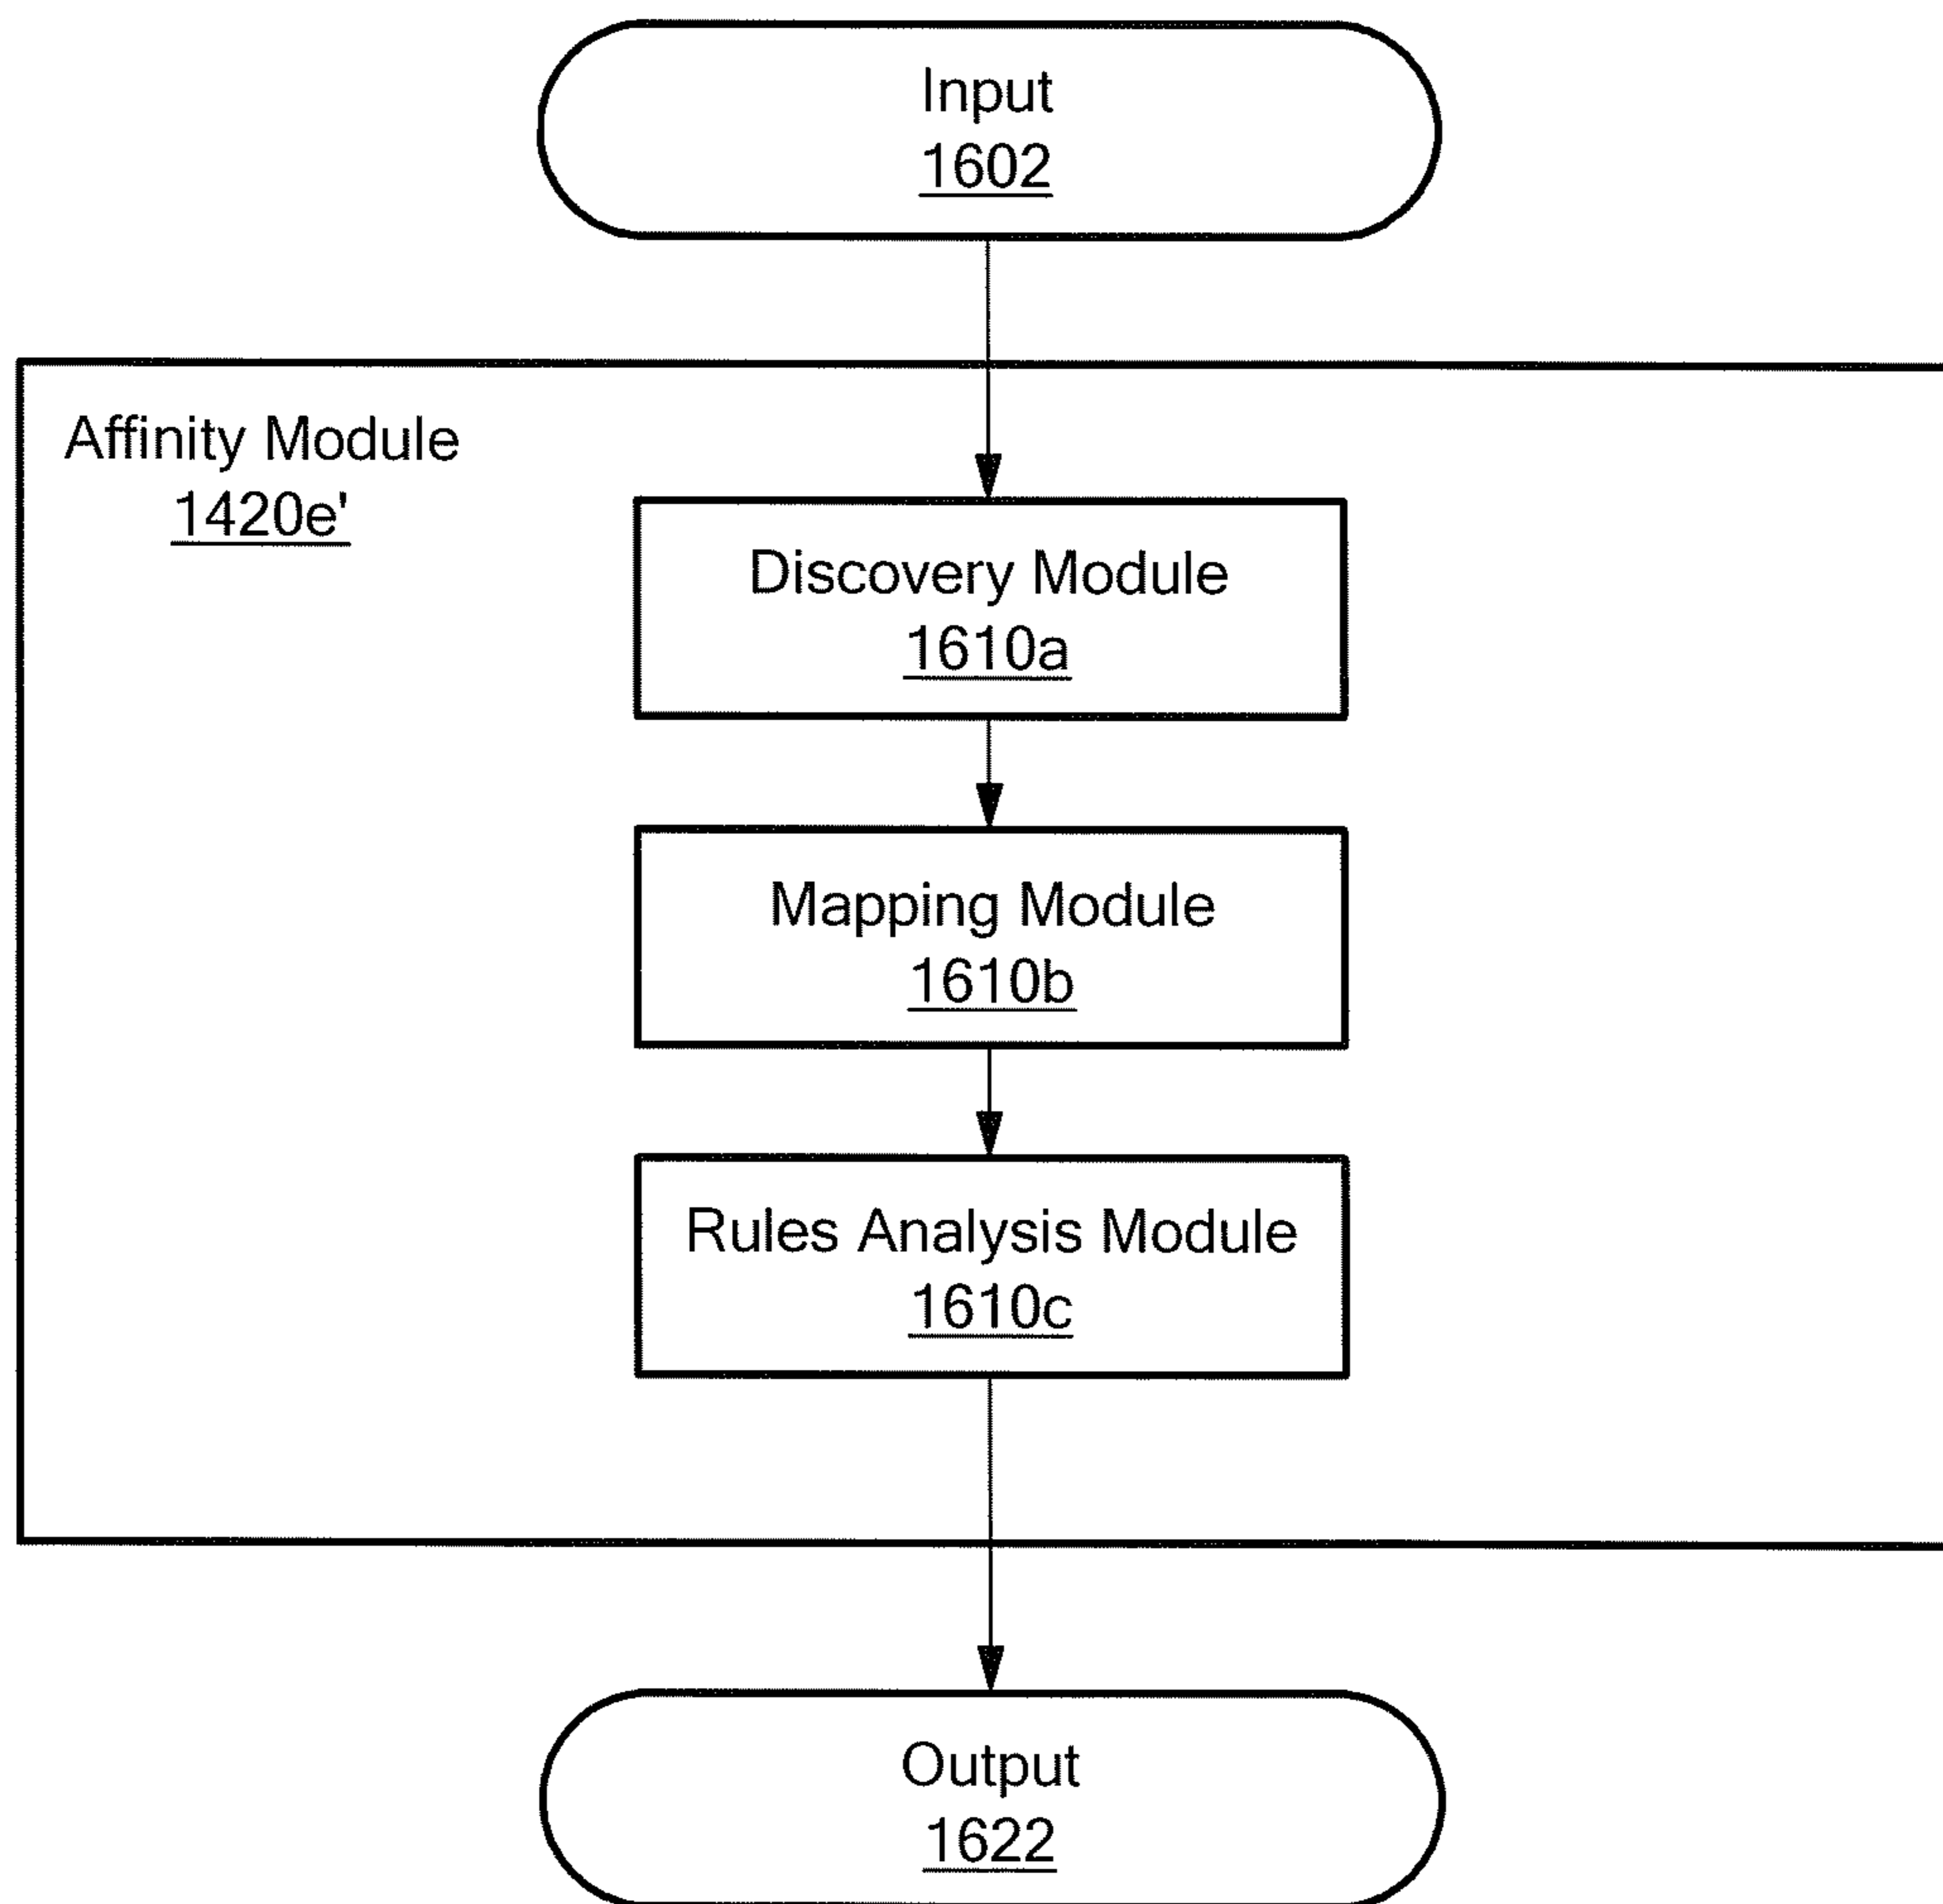 Input
1602
Affinity Module
1420e'
Discovery Module
1610a
Mapping Module
1610b
Rules Analysis Module
1610c
Output
1622